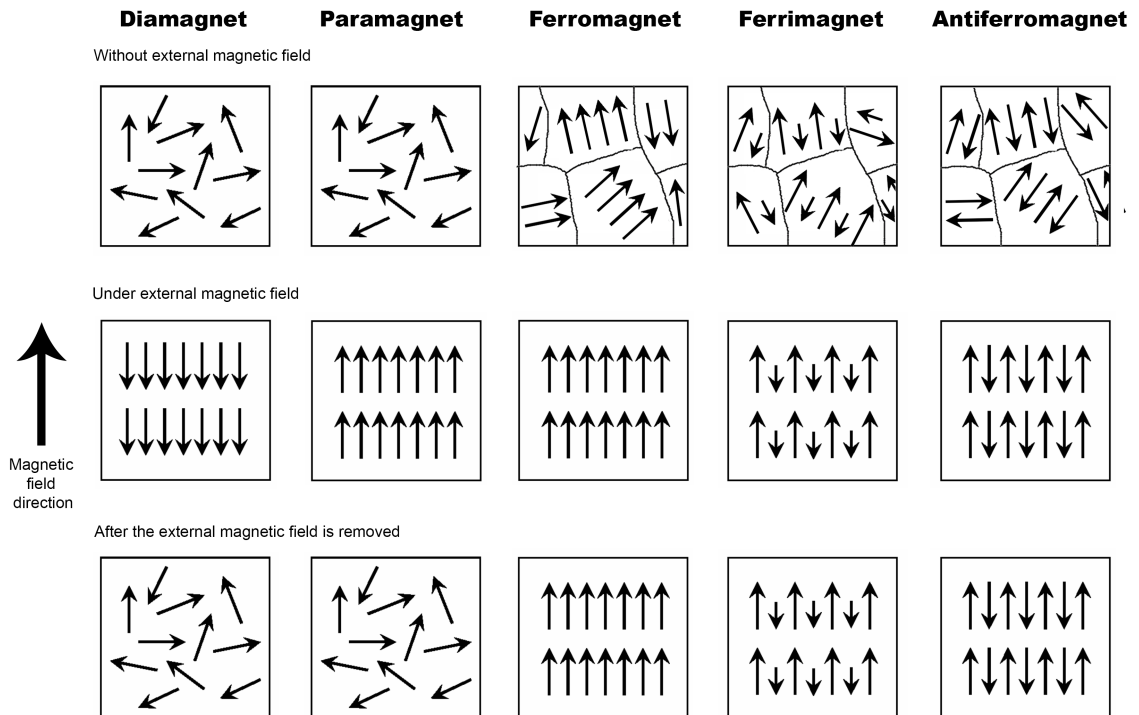 Diamagnet Paramagnet Ferromagnet Ferrimagnet Antiferromagnet
Without external magnetic field
Under external magnetic field
Magnetic
field
direction
After the external magnetic field is removed